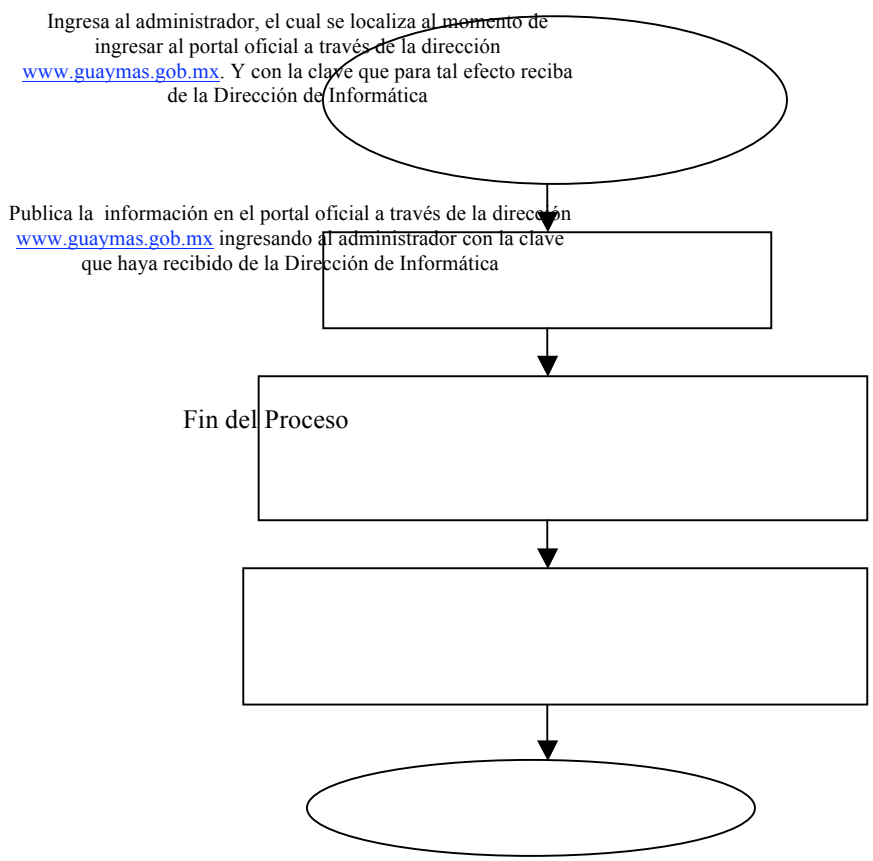 Ingresa al administrador, el cual se localiza al momento de
ingresar al portal oficial a través de la dirección
www.guaymas.gob.mx. Y con la clave que para tal efecto reciba
de la Dirección de Informática
Publica la  información en el portal oficial a través de la dirección
www.guaymas.gob.mx ingresando al administrador con la clave
que haya recibido de la Dirección de Informática
Fin del Proceso